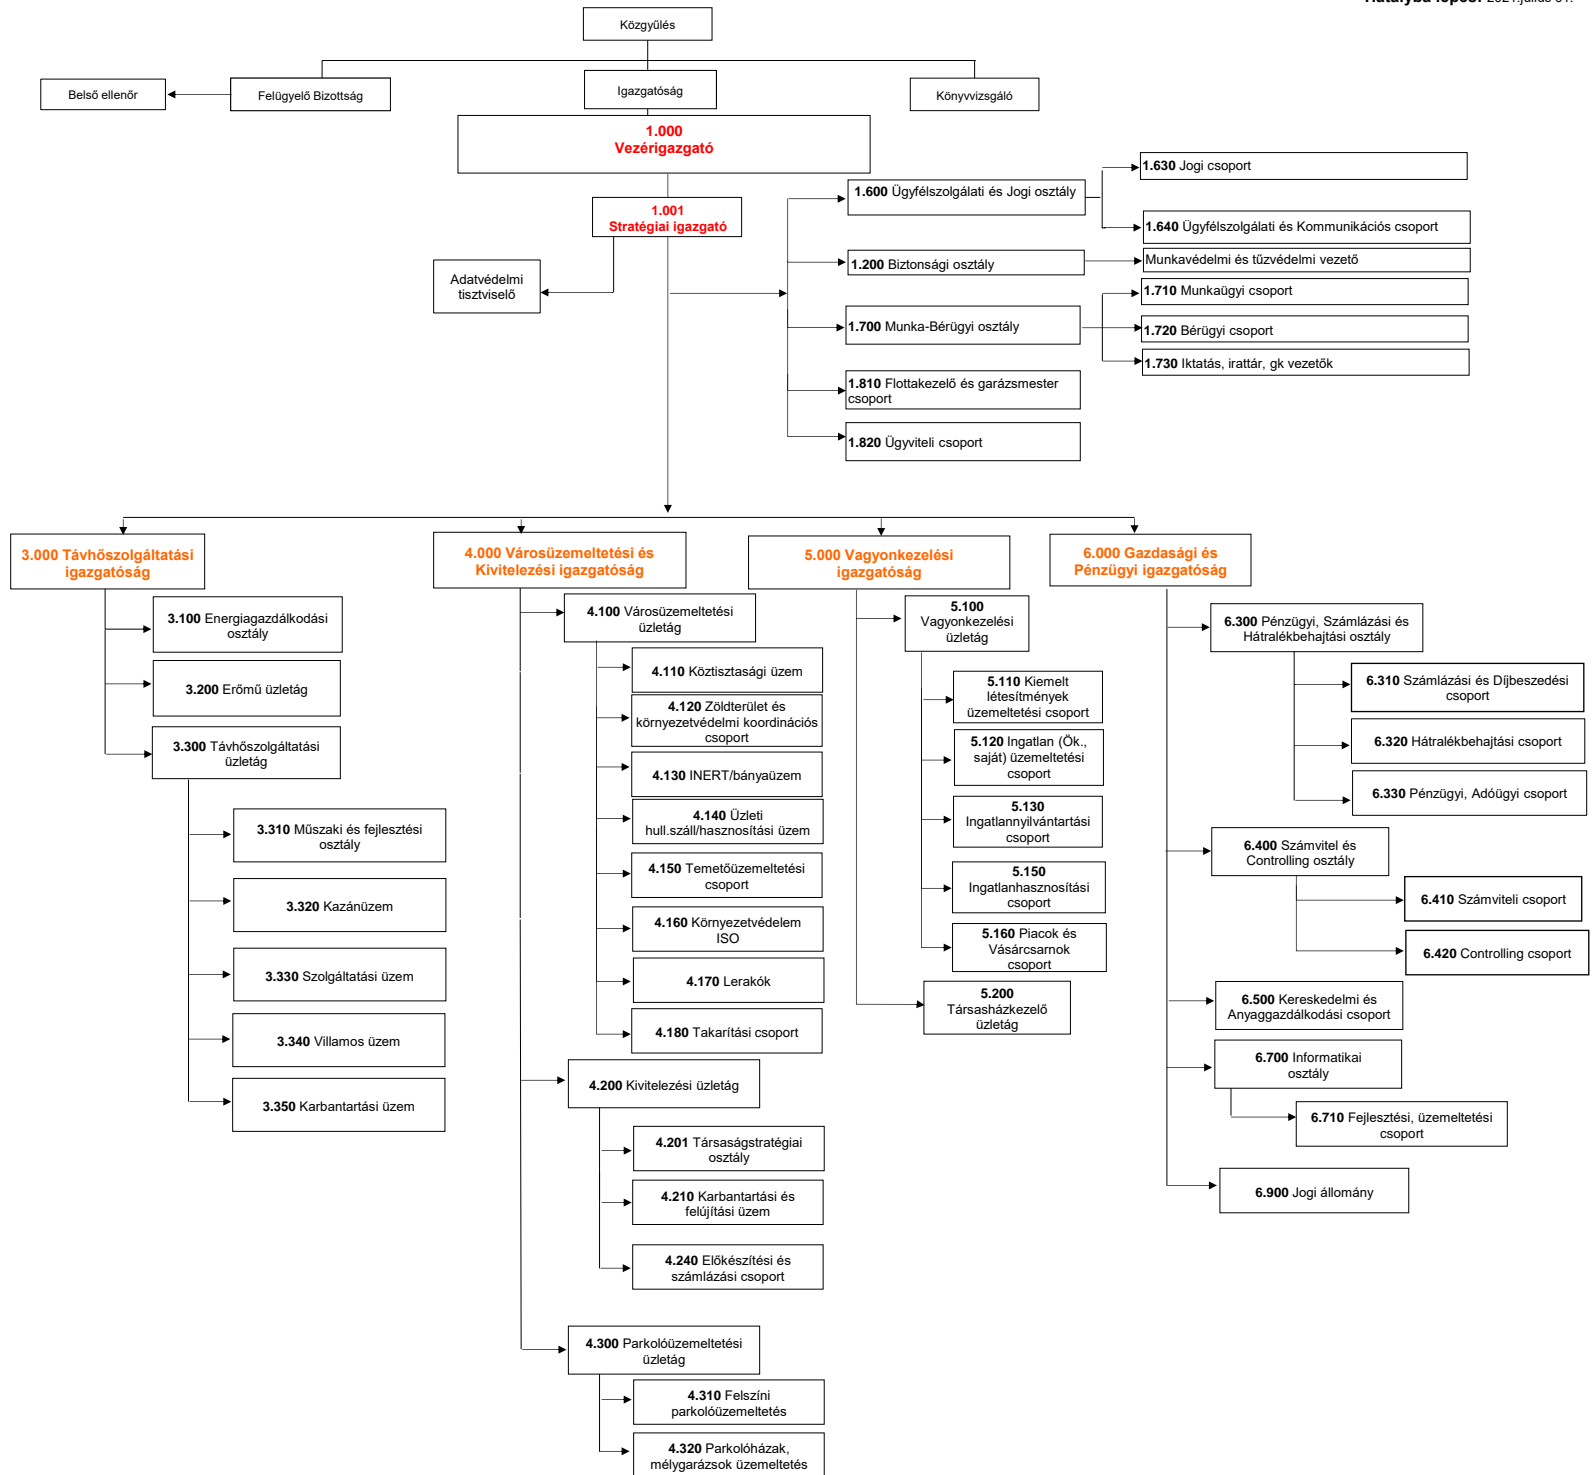 Közgyűlés
Belső ellenőr
Felügyelő Bizottság
Igazgatóság
Könyvvizsgáló
1.000
Vezérigazgató
1.001
Stratégiai igazgató
Adatvédelmi
tisztviselő
1.600 Ügyfélszolgálati és Jogi osztály
1.630 Jogi csoport
1.640 Ügyfélszolgálati és Kommunikációs csoport
1.200 Biztonsági osztály
Munkavédelmi és tűzvédelmi vezető
1.700 Munka-Bérügyi osztály
1.710 Munkaügyi csoport
1.720 Bérügyi csoport
1.730 Iktatás, irattár, gk vezetők
1.810 Flottakezelő és garázsmester
csoport
1.820 Ügyviteli csoport
3.000 Távhőszolgáltatási
igazgatóság
3.100 Energiagazdálkodási
osztály
3.200 Erőmű üzletág
3.300 Távhőszolgáltatási
üzletág
3.310 Műszaki és fejlesztési
osztály
3.320 Kazánüzem
3.330 Szolgáltatási üzem
3.340 Villamos üzem
3.350 Karbantartási üzem
4.000 Városüzemeltetési és
Kivitelezési igazgatóság
4.100 Városüzemeltetési
üzletág
4.110 Köztisztasági üzem
4.120 Zöldterület és
környezetvédelmi koordinációs
csoport
4.130 INERT/bányaüzem
4.140 Üzleti
hull.száll/hasznosítási üzem
4.150 Temetőüzemeltetési
csoport
4.160 Környezetvédelem
ISO
4.170 Lerakók
4.180 Takarítási csoport
4.200 Kivitelezési üzletág
4.201 Társaságstratégiai
osztály
4.210 Karbantartási és
felújítási üzem
4.240 Előkészítési és
számlázási csoport
4.300 Parkolóüzemeltetési
üzletág
4.310 Felszíni
parkolóüzemeltetés
4.320 Parkolóházak,
mélygarázsok üzemeltetés
5.000 Vagyonkezelési
igazgatóság
5.100
Vagyonkezelési
üzletág
5.110 Kiemelt
létesítmények
üzemeltetési csoport
5.120 Ingatlan (Ök.,
saját) üzemeltetési
csoport
5.130
Ingatlannyilvántartási
csoport
5.150
Ingatlanhasznosítási
csoport
5.160 Piacok és
Vásárcsarnok
csoport
5.200
Társasházkezelő
üzletág
6.000 Gazdasági és
Pénzügyi igazgatóság
6.300 Pénzügyi, Számlázási és
Hátralékbehajtási osztály
6.310 Számlázási és Díjbeszedési
csoport
6.320 Hátralékbehajtási csoport
6.330 Pénzügyi, Adóügyi csoport
6.400 Számvitel és
Controlling osztály
6.410 Számviteli csoport
6.420 Controlling csoport
6.500 Kereskedelmi és
Anyaggazdálkodási csoport
6.700 Informatikai
osztály
6.710 Fejlesztési, üzemeltetési
csoport
6.900 Jogi állomány